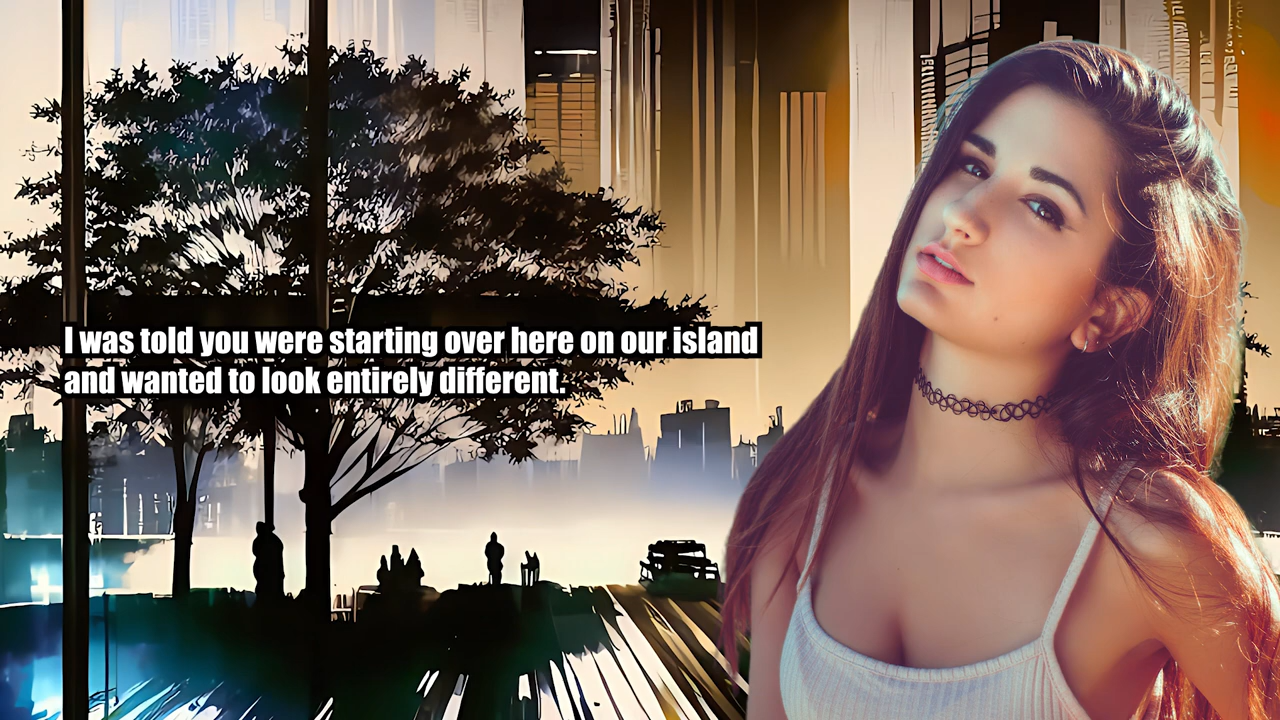 I was told you were starting over here on our island
and wanted to look entirely different.